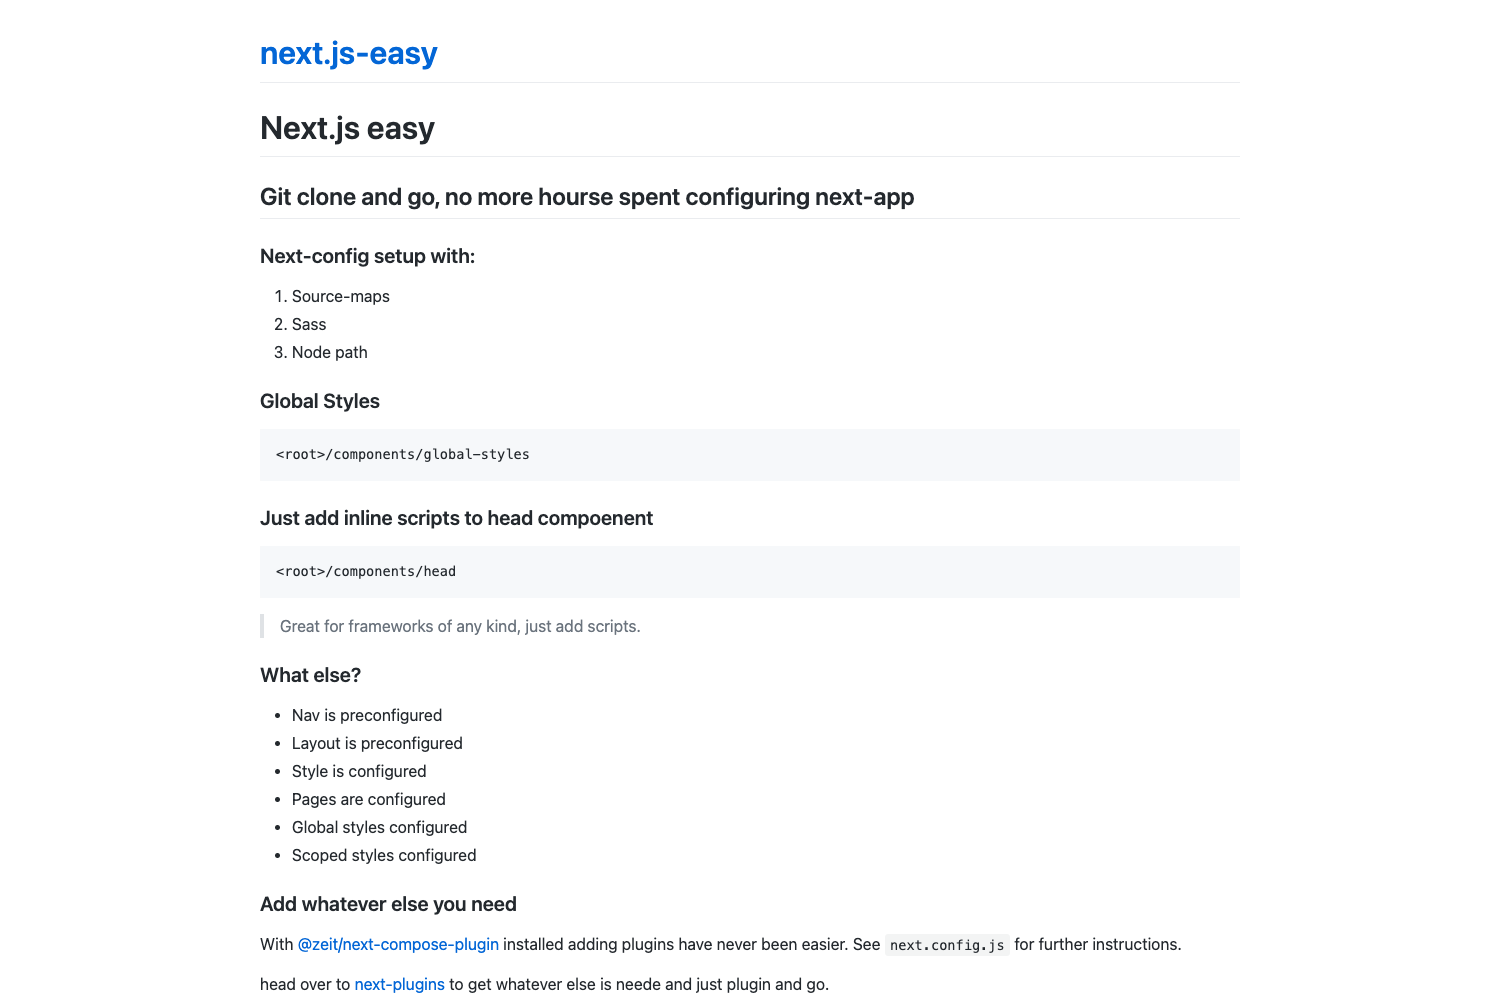 next.js-easy
Next.js easy
Git clone and go, no more hourse spent configuring next-app
Next-config setup with:
1. Source-maps
2. Sass
3. Node path
Global Styles
<root>/components/global-styles
Just add inline scripts to head compoenent
<root>/components/head
Great for frameworks of any kind, just add scripts.
What else?
• Nav is preconfigured
• Layout is preconfigured
• Style is configured
• Pages are configured
• Global styles configured
• Scoped styles configured
Add whatever else you need
With @zeit/next-compose-plugin installed adding plugins have never been easier. See next.config.js for further instructions.
head over to next-plugins to get whatever else is neede and just plugin and go.